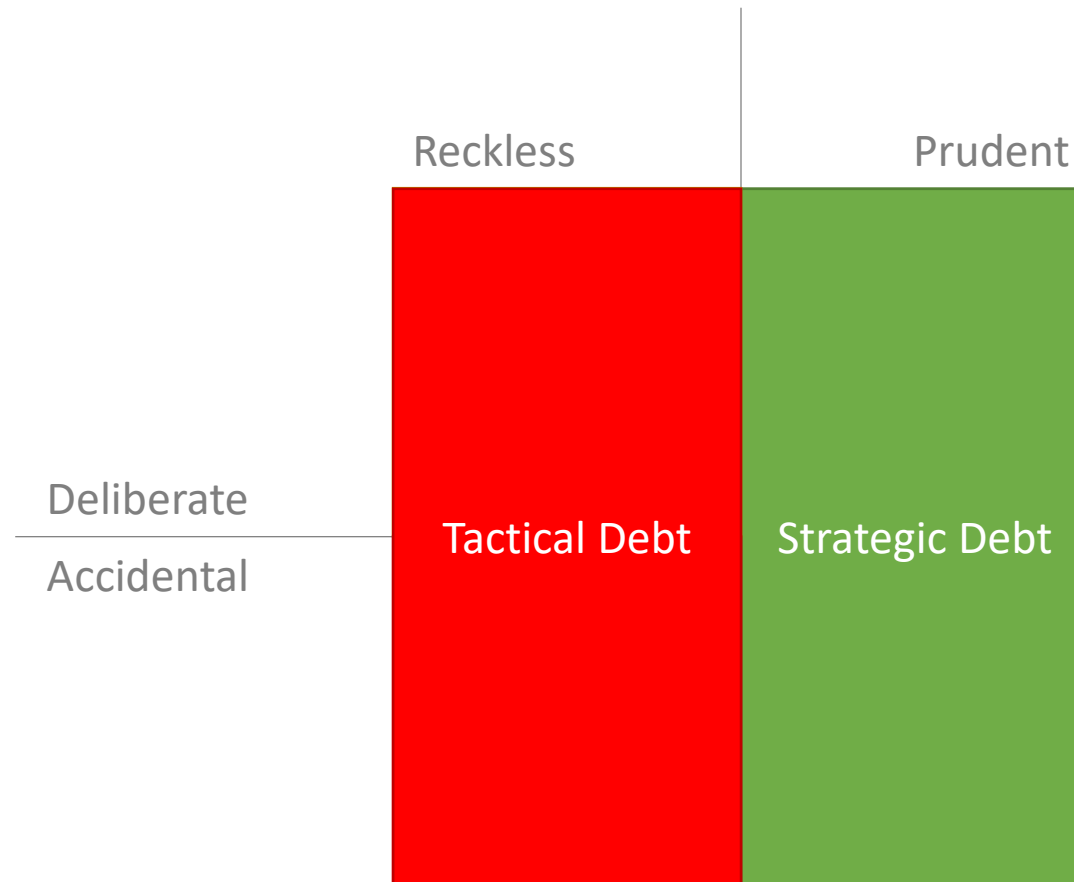 Reckless
Prudent
Deliberate
Accidental
Tactical Debt
Strategic Debt